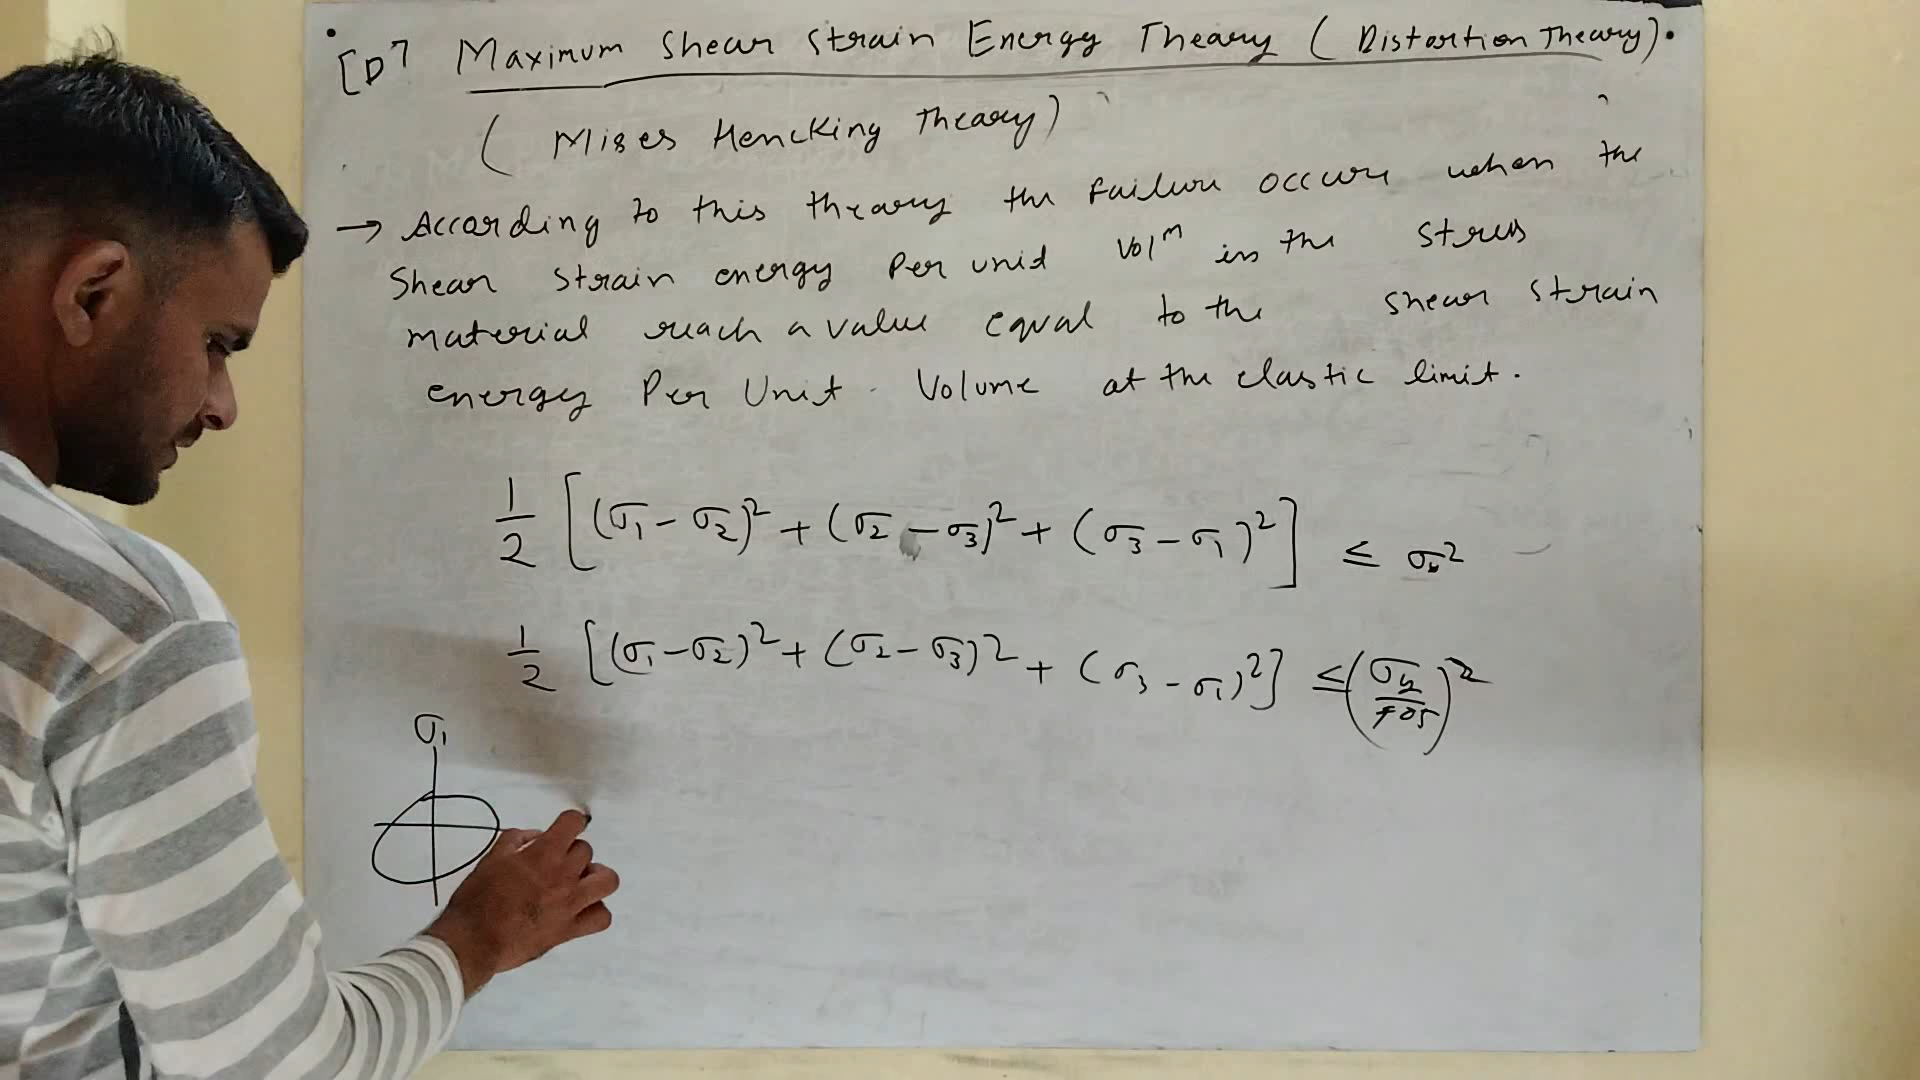 [D] Maximum Shear Strain Energy Theory ( Distortion Theory ).
( Mises Hencking Theory )
→ According to this theory the failure occure when the
Shear strain energy Per unid Volm in the stress
material reach a value equal to the shear strain
energy Per Unit Volume at the elastic limit.
1/2 [(σ1 - σ2)² + (σ2 - σ3)² + (σ3 - σ1)²] ≤ σy²
1/2 [(σ1 - σ2)² + (σ2 - σ3)² + (σ3 - σ1)²] ≤ (σy/FOS)²
σ1